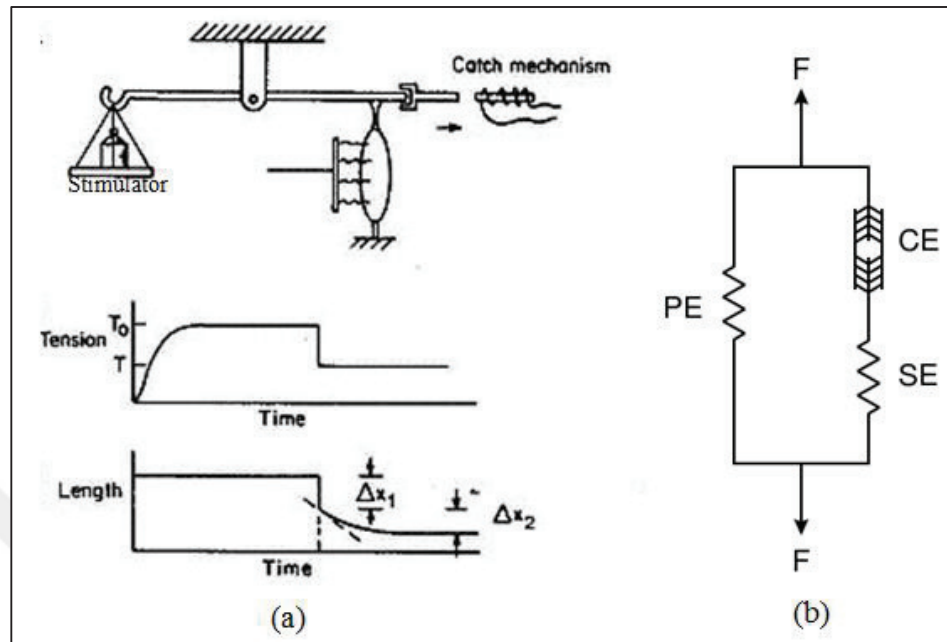 Catch mechanism
Stimulator
T₀
Tension
T
Time
Length
Δx₁
Δx₂
Time
(a)
F
CE
PE
SE
F
(b)